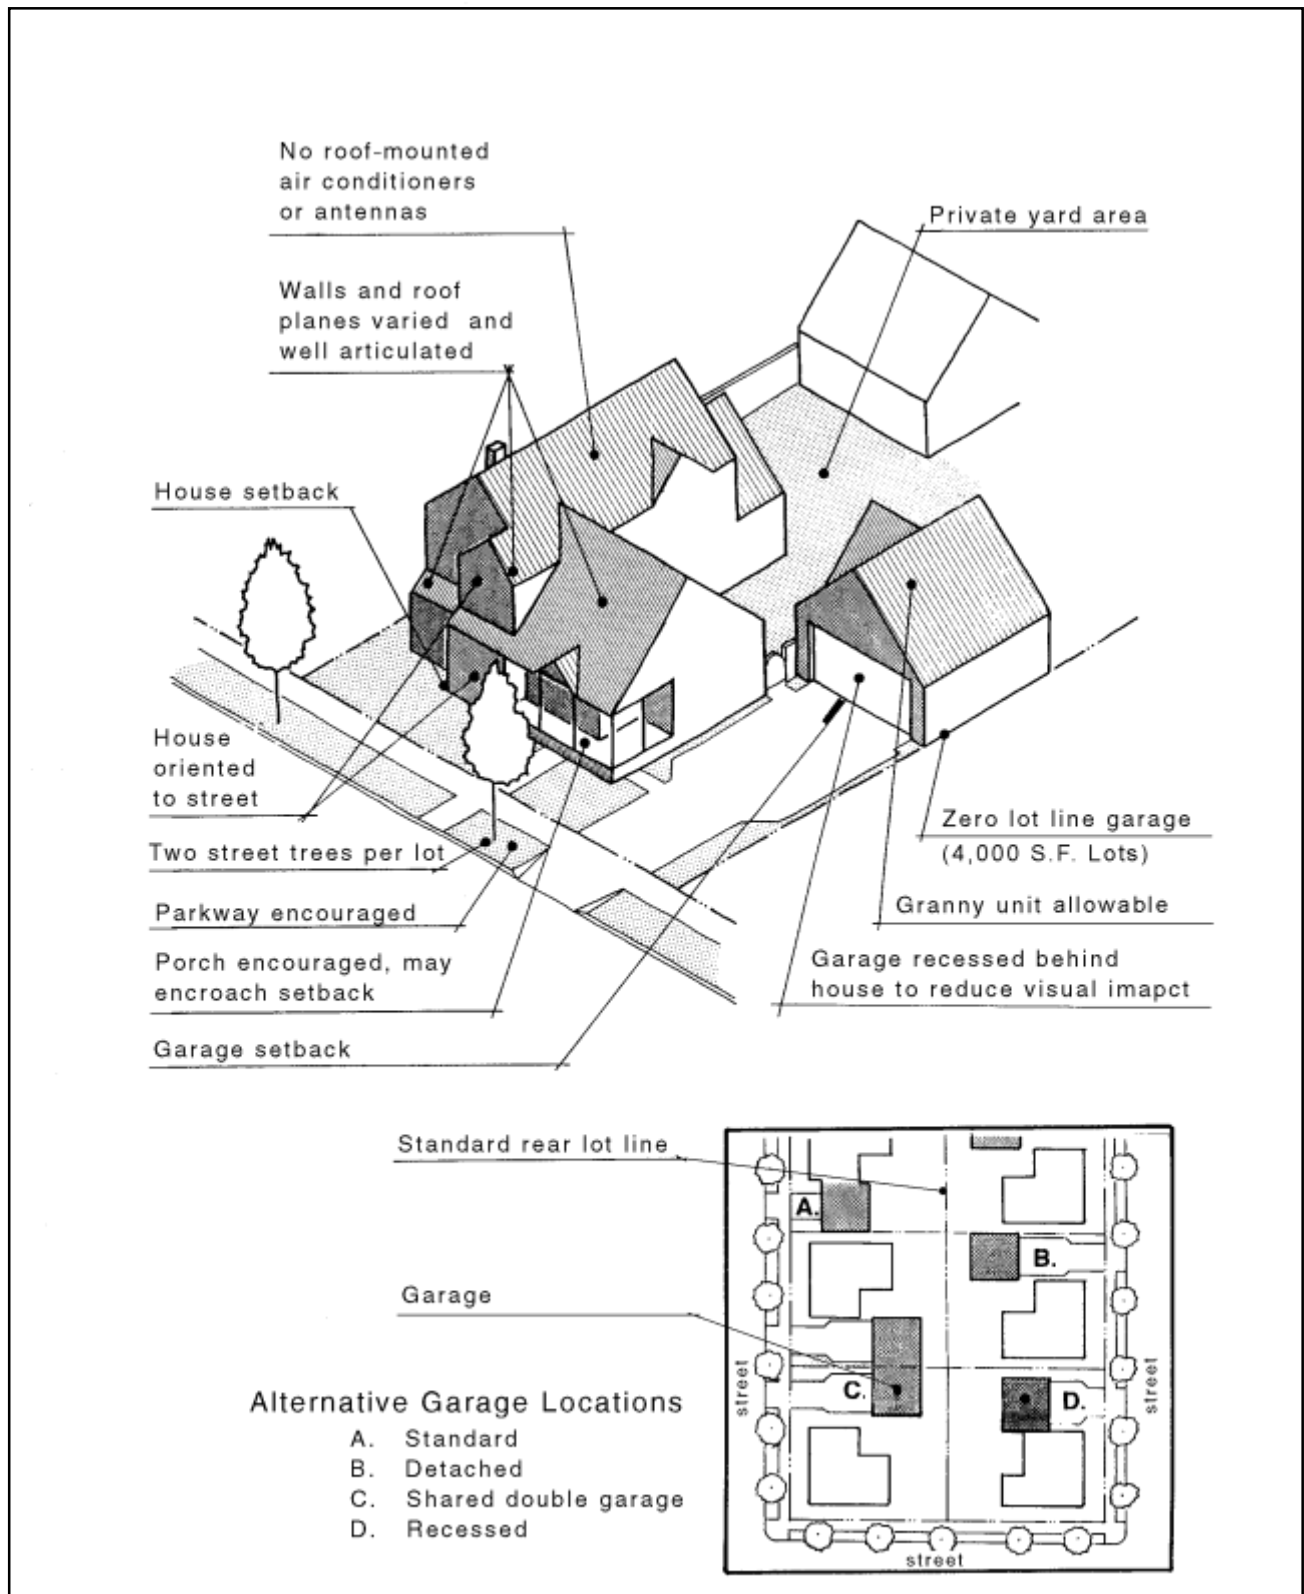 No roof-mounted
air conditioners
or antennas
Private yard area
Walls and roof
planes varied and
well articulated
House setback
House
oriented
to street
Two street trees per lot
Parkway encouraged
Porch encouraged, may
encroach setback
Garage setback
Zero lot line garage
(4,000 S.F. Lots)
Granny unit allowable
Garage recessed behind
house to reduce visual imapct
Standard rear lot line
Garage
Alternative Garage Locations
A. Standard
B. Detached
C. Shared double garage
D. Recessed
A.
B.
C.
D.
street
street
street